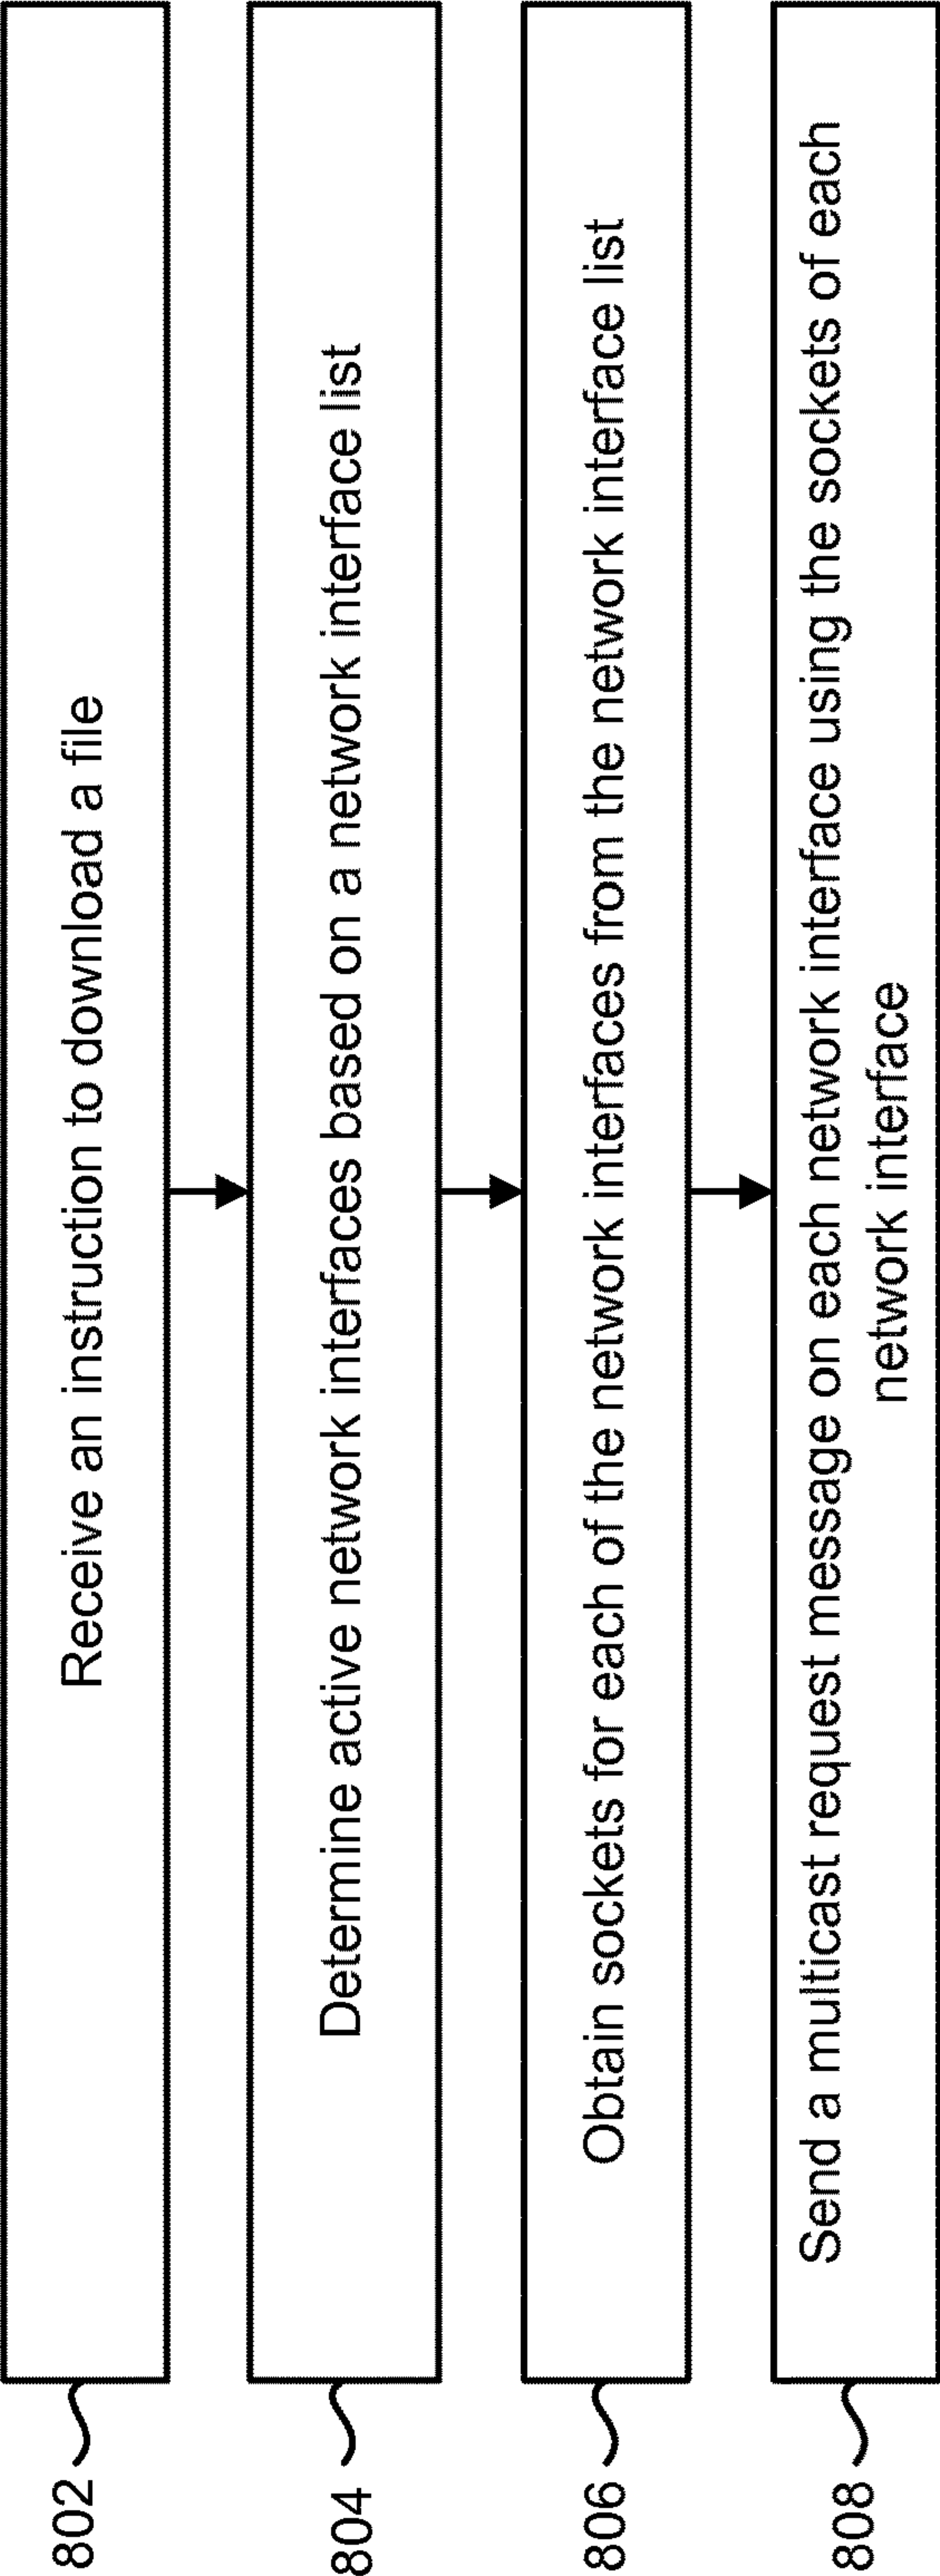 802
Receive an instruction to download a file
804
Determine active network interfaces based on a network interface list
806
Obtain sockets for each of the network interfaces from the network interface list
808
Send a multicast request message on each network interface using the sockets of each
network interface